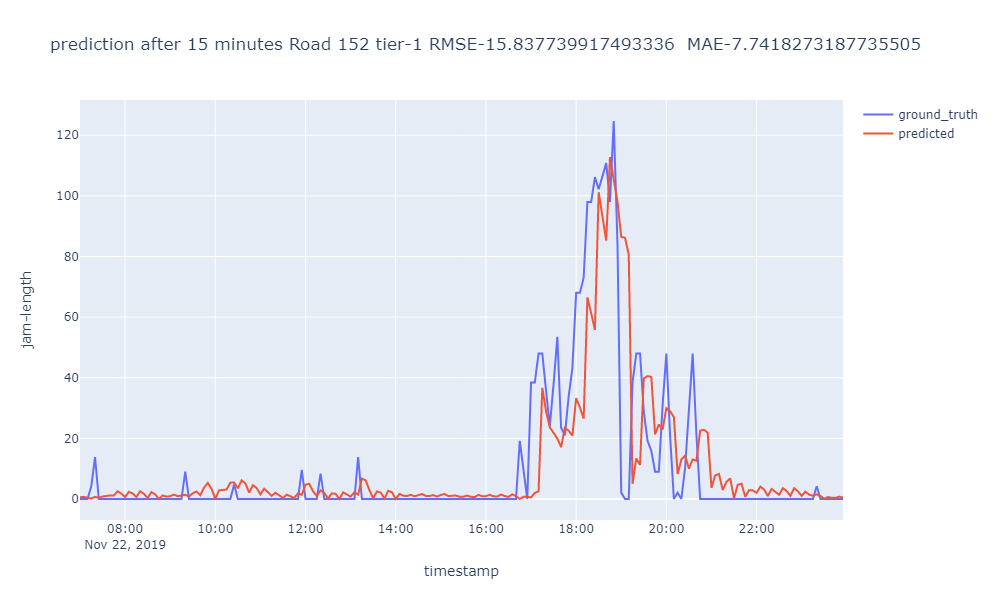 prediction after 15 minutes Road 152 tier-1 RMSE-15.837739917493336  MAE-7.7418273187735505
ground_truth
predicted
120
100
80
60
40
20
0
jam-length
08:00 10:00 12:00 14:00 16:00 18:00 20:00 22:00
Nov 22, 2019
timestamp